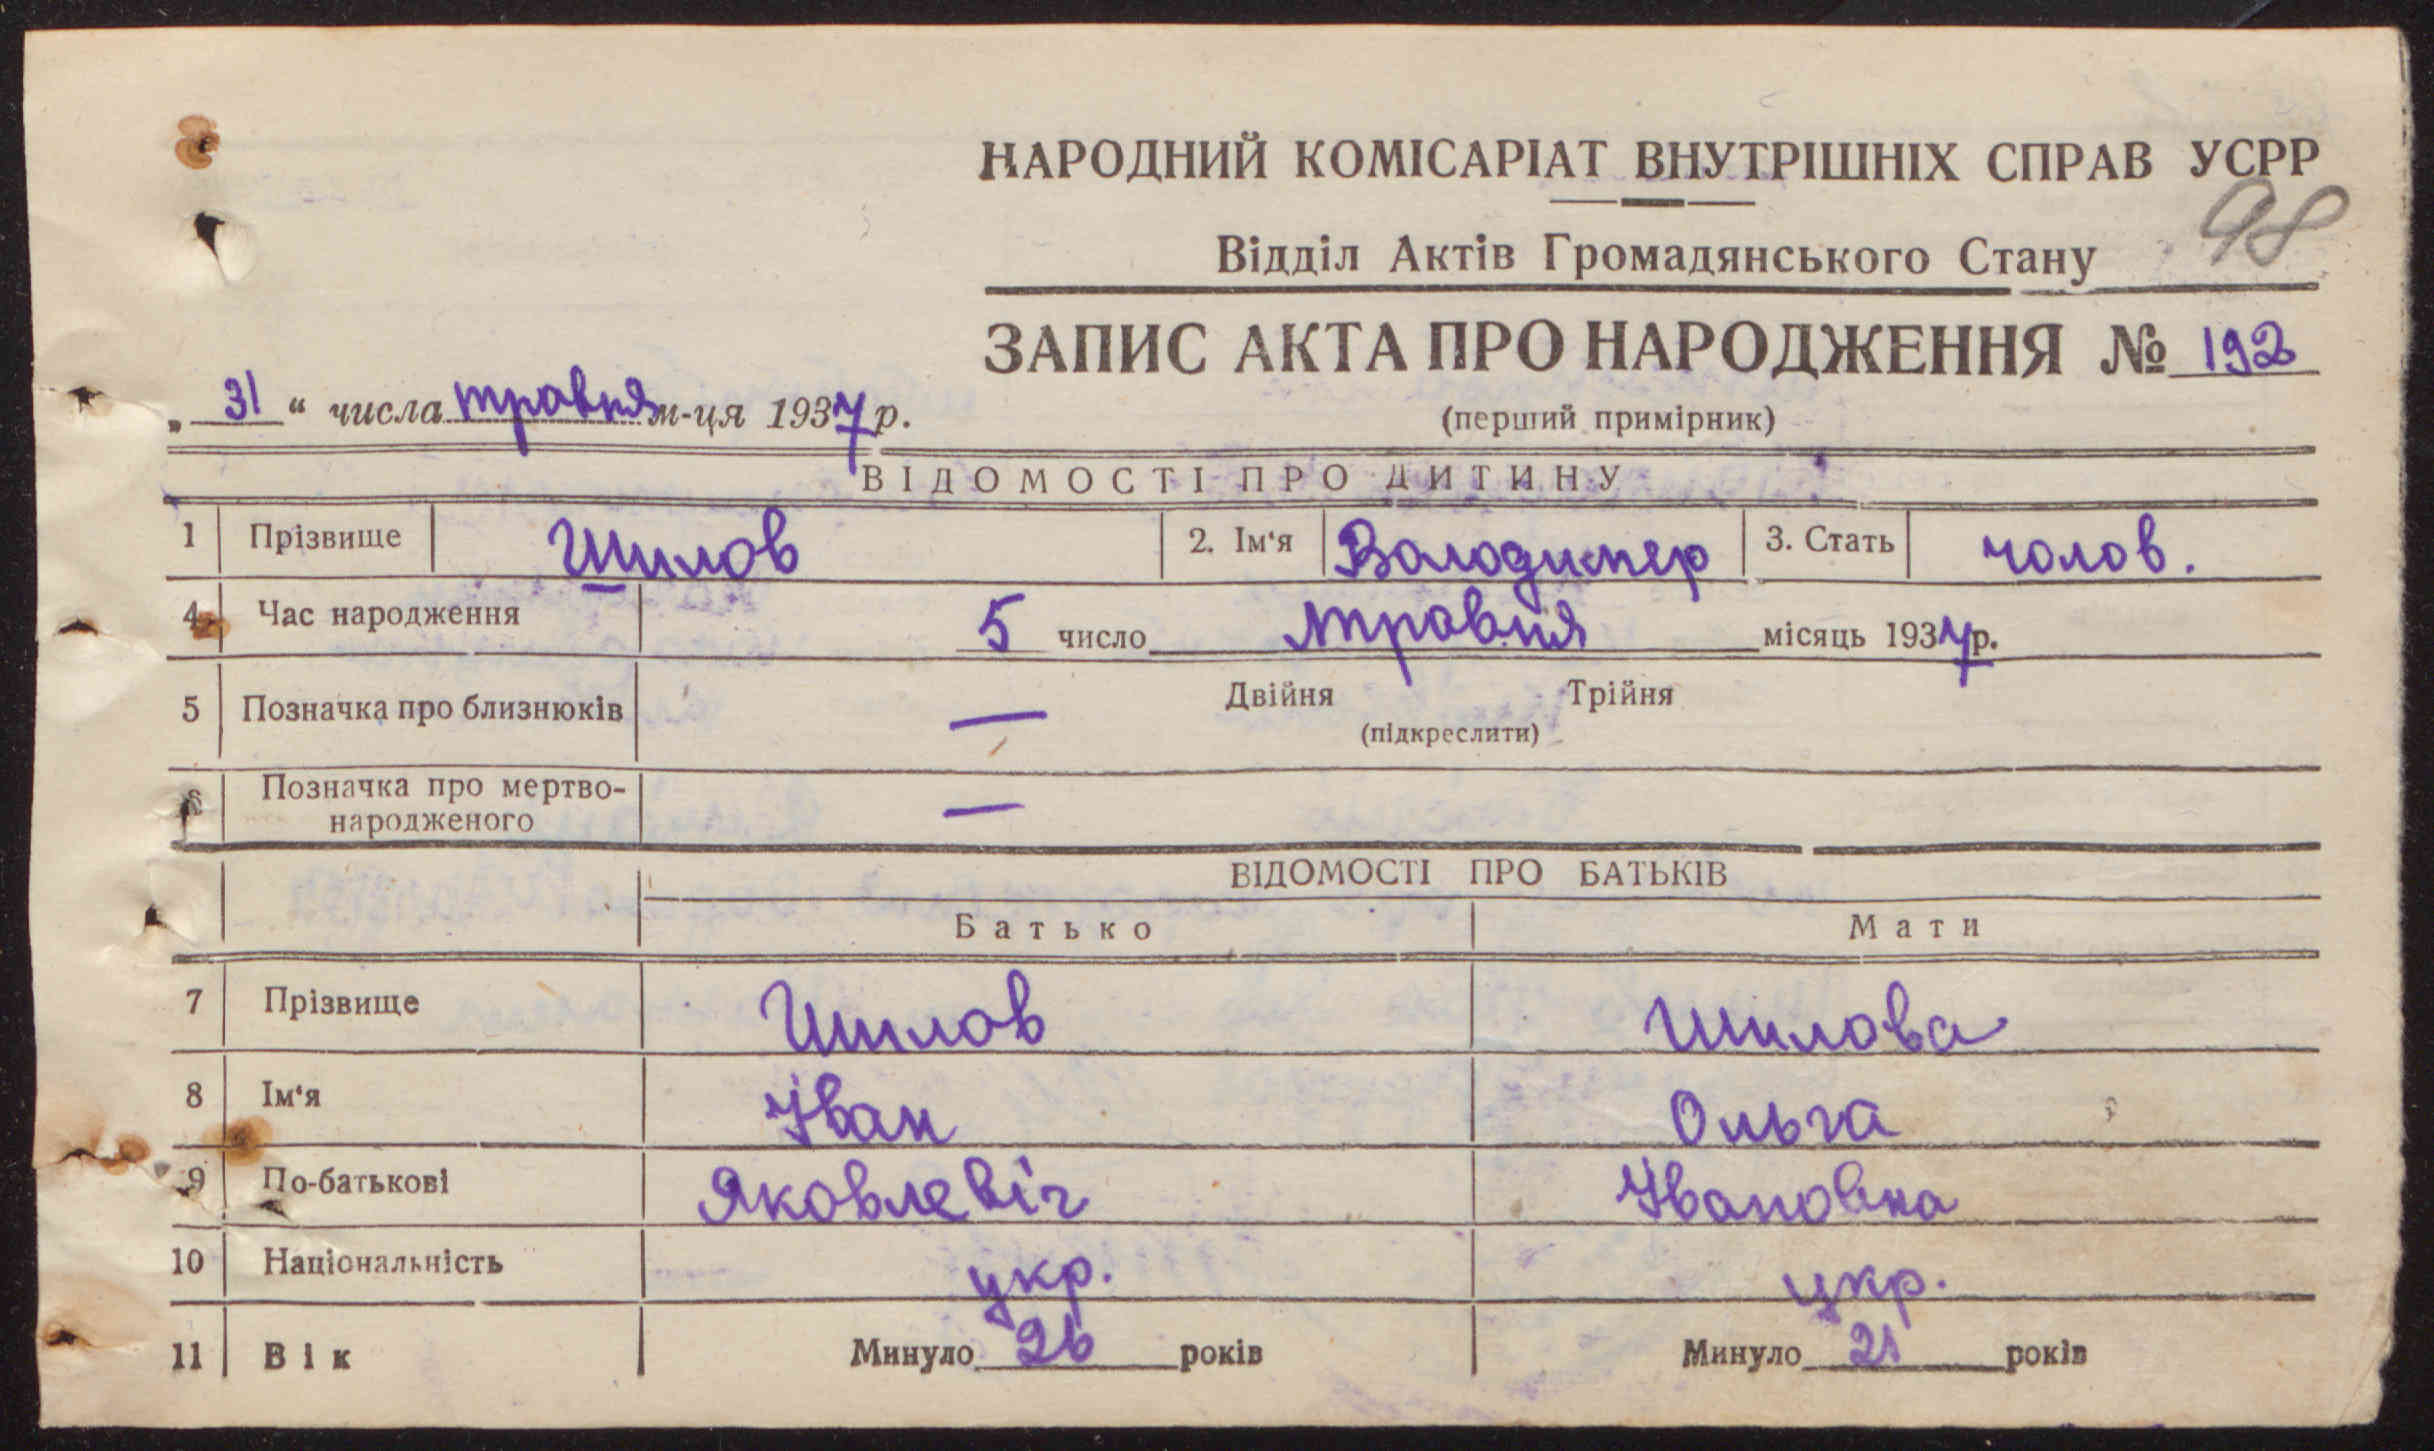 НАРОДНИЙ КОМІСАРІАТ ВНУТРІШНІХ СПРАВ УСРР
98
Відділ Актів Громадянського Стану
ЗАПИС АКТА ПРО НАРОДЖЕННЯ № 192
„ 31 “ числа травня м-ця 1937 р.
(перший примірник)
ВІДОМОСТІ ПРО ДИТИНУ
1 Прізвище Шилов 2. Ім‘я Володимер 3. Стать чолов.
4 Час народження 5 число травня місяць 1937 р.
5 Позначка про близнюків — Двійня Трійня
(підкреслити)
6 Позначка про мертво-
народженого —
ВІДОМОСТІ ПРО БАТЬКІВ
Батько Мати
7 Прізвище Шилов Шилова
8 Ім‘я Іван Ольга
9 По-батькові Яковлевіч Івановна
10 Національність укр. укр.
11 Вік Минуло 26 років Минуло 21 років